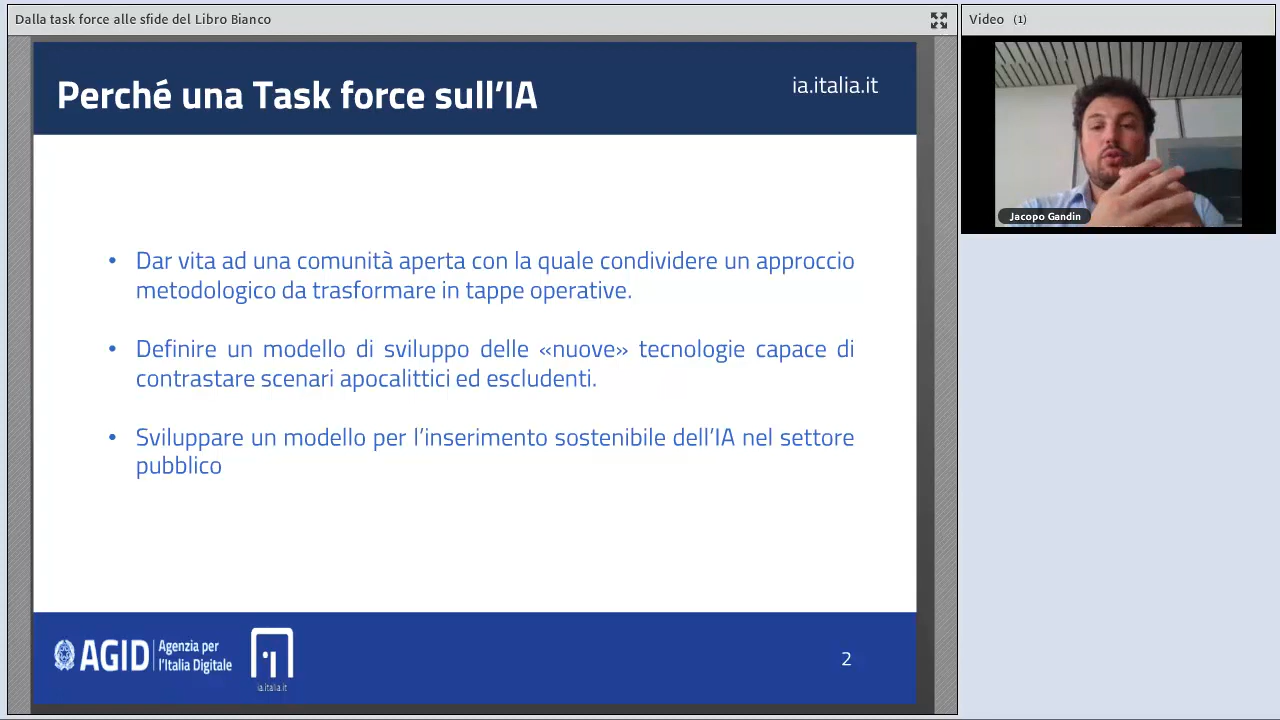 Dalla task force alle sfide del Libro Bianco
Video (1)
Perché una Task force sull'IA
ia.italia.it
Jacopo Gandin
• Dar vita ad una comunità aperta con la quale condividere un approccio
metodologico da trasformare in tappe operative.
• Definire un modello di sviluppo delle «nuove» tecnologie capace di
contrastare scenari apocalittici ed escludenti.
• Sviluppare un modello per l'inserimento sostenibile dell'IA nel settore
pubblico
AGID Agenzia per
l'Italia Digitale
ia.italia.it
2